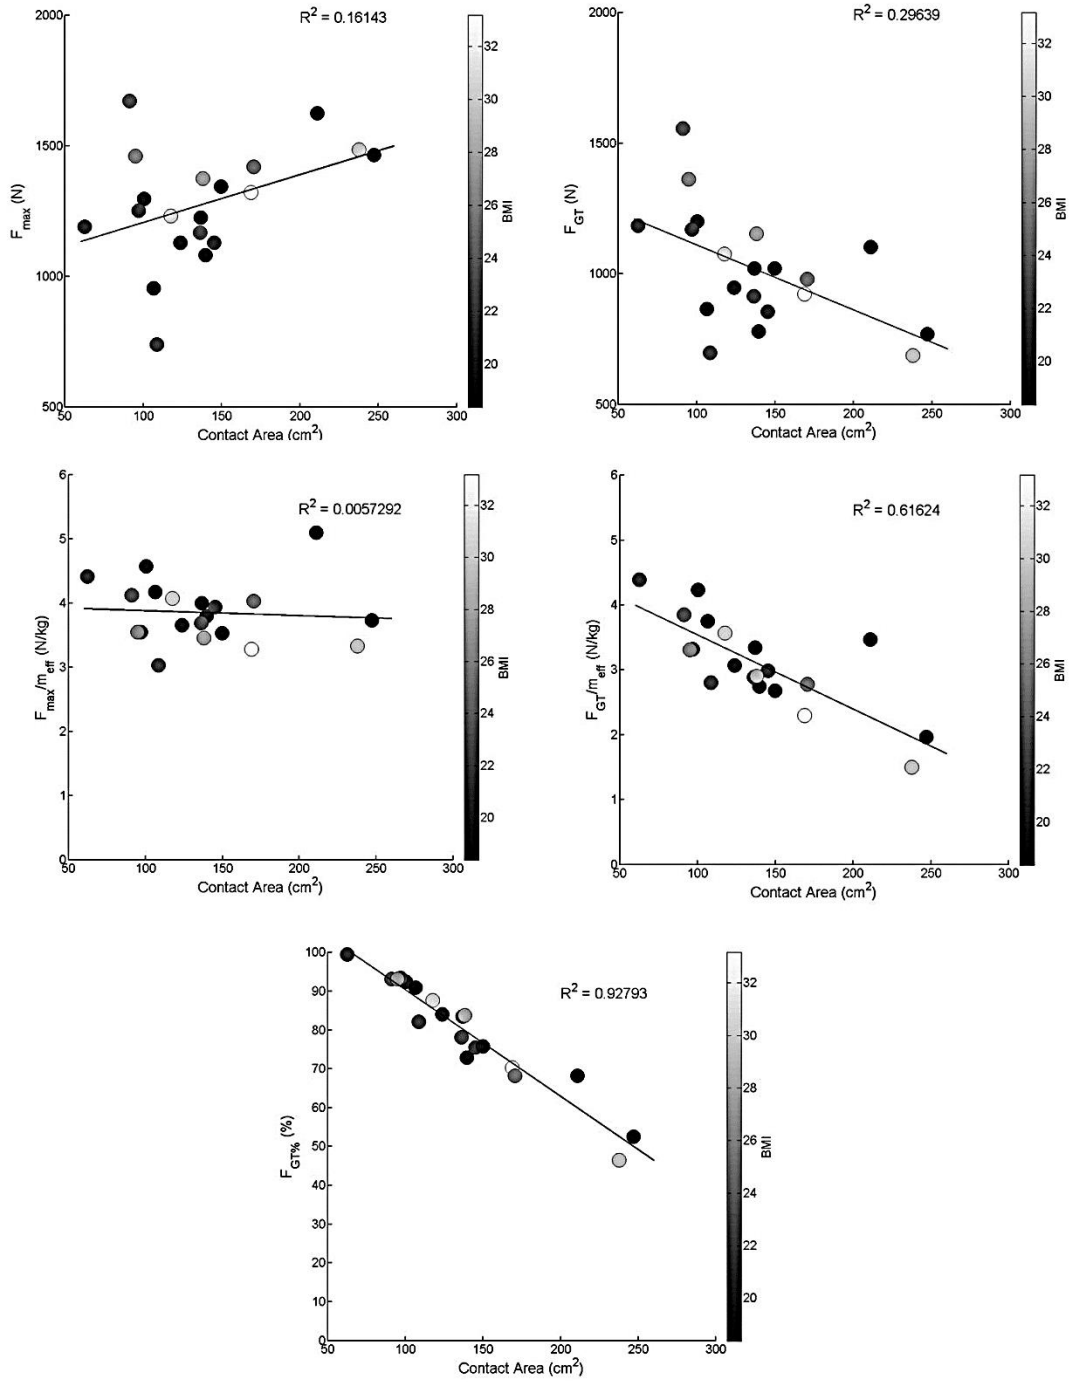 R² = 0.16143
2000
1500
1000
500
F_max (N)
50 100 150 200 250 300
Contact Area (cm²)
32
30
28
26
24
22
20
BMI
R² = 0.29639
2000
1500
1000
500
F_GT (N)
50 100 150 200 250 300
Contact Area (cm²)
32
30
28
26
24
22
20
BMI
R² = 0.0057292
6
5
4
3
2
1
0
F_max/m_eff (N/kg)
50 100 150 200 250 300
Contact Area (cm²)
32
30
28
26
24
22
20
BMI
R² = 0.61624
6
5
4
3
2
1
0
F_GT/m_eff (N/kg)
50 100 150 200 250 300
Contact Area (cm²)
32
30
28
26
24
22
20
BMI
R² = 0.92793
100
90
80
70
60
50
40
30
20
10
0
F_GT% (%)
50 100 150 200 250 300
Contact Area (cm²)
32
30
28
26
24
22
20
BMI